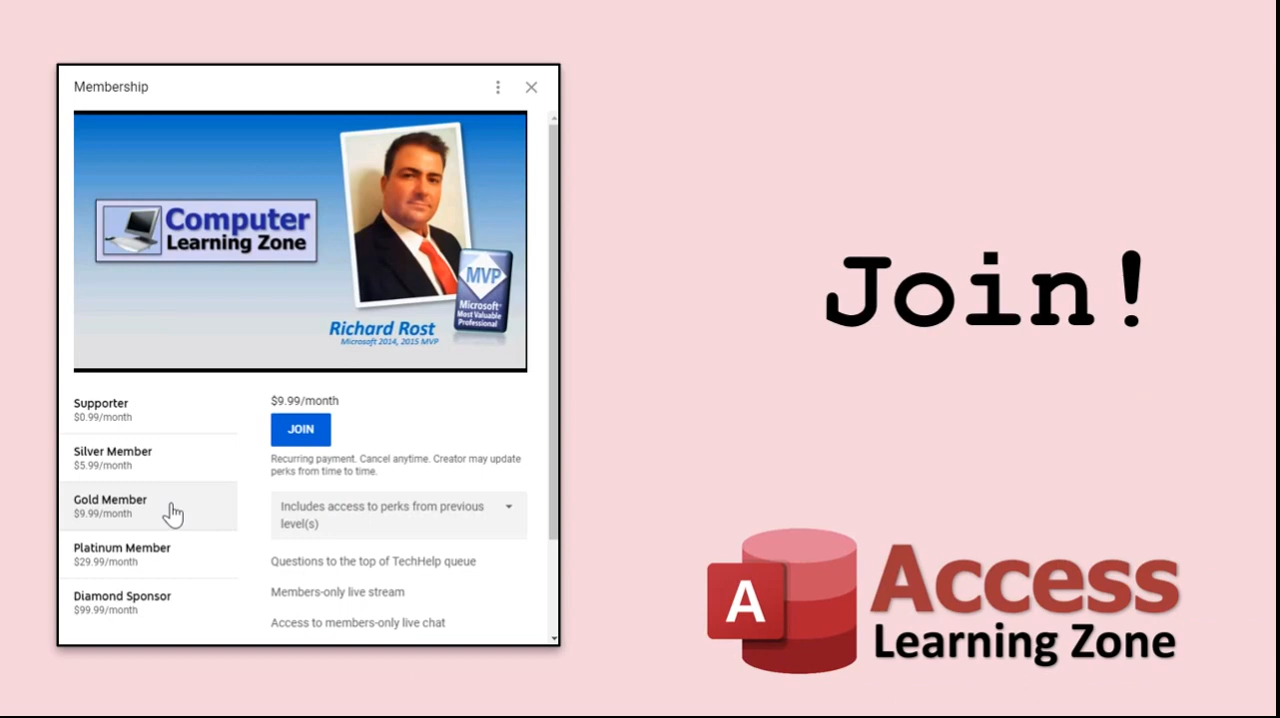 Membership
Computer
Learning Zone
MVP
Microsoft®
Most Valuable
Professional
Richard Rost
Microsoft 2014, 2015 MVP
Supporter
$0.99/month
Silver Member
$5.99/month
Gold Member
$9.99/month
Platinum Member
$29.99/month
Diamond Sponsor
$99.99/month
$9.99/month
JOIN
Recurring payment. Cancel anytime. Creator may update
perks from time to time.
Includes access to perks from previous
level(s)
Questions to the top of TechHelp queue
Members-only live stream
Access to members-only live chat
Join!
A
Access
Learning Zone